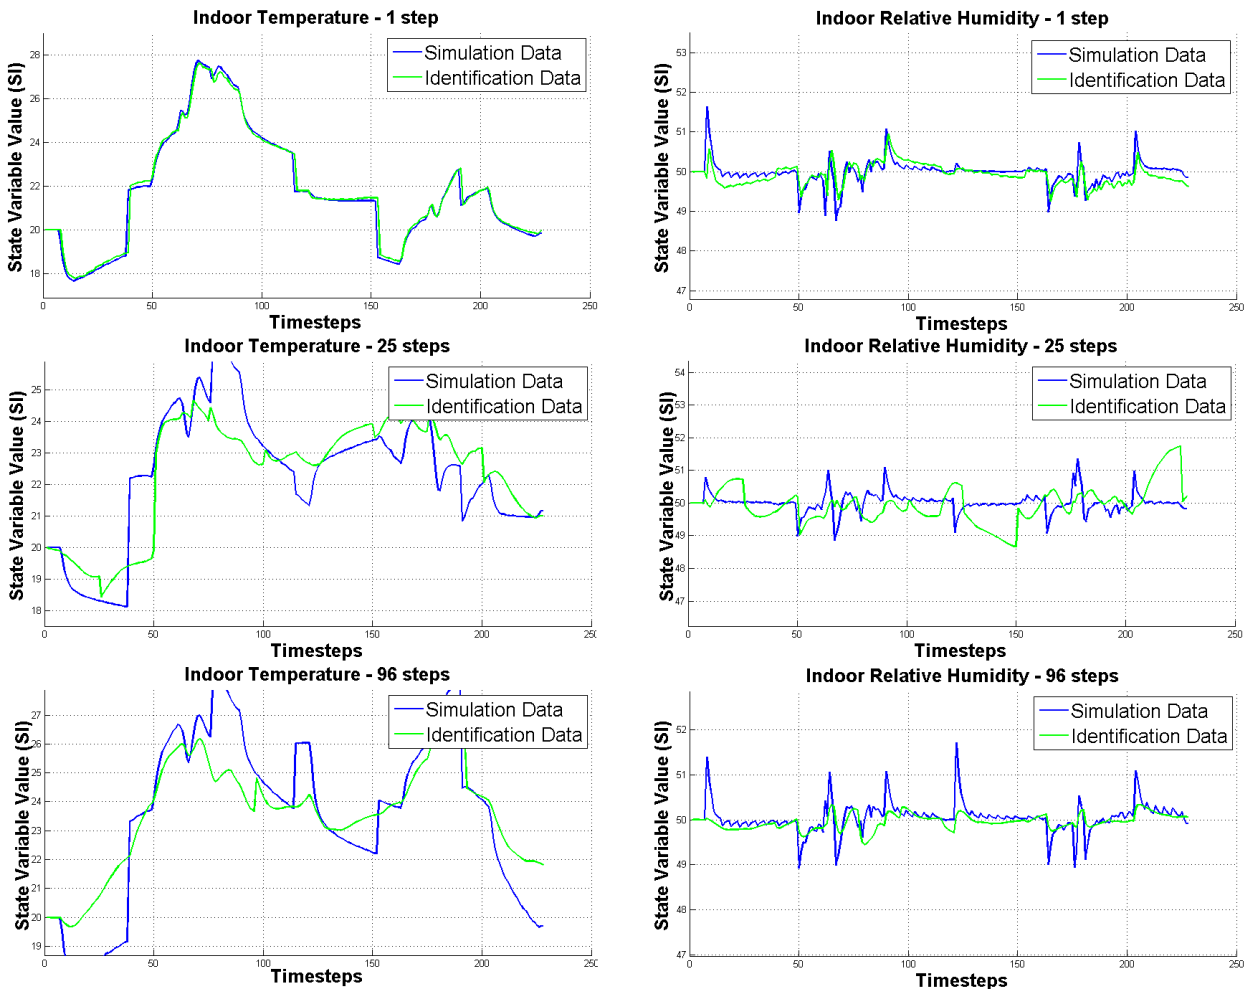 Indoor Temperature - 1 step
State Variable Value (SI)
28
26
24
22
20
18
0
50
100
150
200
250
Timesteps
Simulation Data
Identification Data
Indoor Relative Humidity - 1 step
State Variable Value (SI)
53
52
51
50
49
48
47
0
50
100
150
200
250
Timesteps
Simulation Data
Identification Data
Indoor Temperature - 25 steps
State Variable Value (SI)
25
24
23
22
21
20
19
18
0
50
100
150
200
250
Timesteps
Simulation Data
Identification Data
Indoor Relative Humidity - 25 steps
State Variable Value (SI)
54
53
52
51
50
49
48
47
0
50
100
150
200
250
Timesteps
Simulation Data
Identification Data
Indoor Temperature - 96 steps
State Variable Value (SI)
27
26
25
24
23
22
21
20
19
0
50
100
150
200
250
Timesteps
Simulation Data
Identification Data
Indoor Relative Humidity - 96 steps
State Variable Value (SI)
52
51
50
49
48
47
0
50
100
150
200
250
Timesteps
Simulation Data
Identification Data